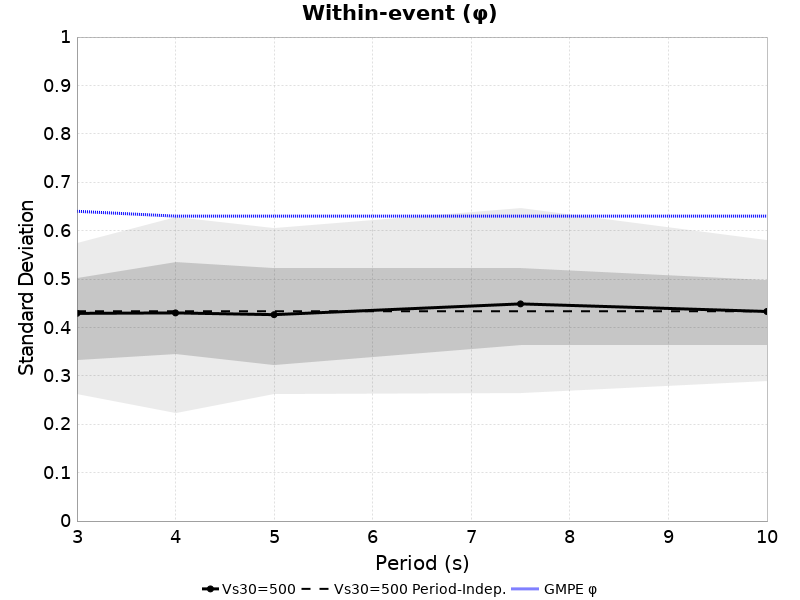 Within-event (φ)
1
0.9
0.8
0.7
0.6
0.5
0.4
0.3
0.2
0.1
0
Standard Deviation
3 4 5 6 7 8 9 10
Period (s)
Vs30=500 Vs30=500 Period-Indep. GMPE φ